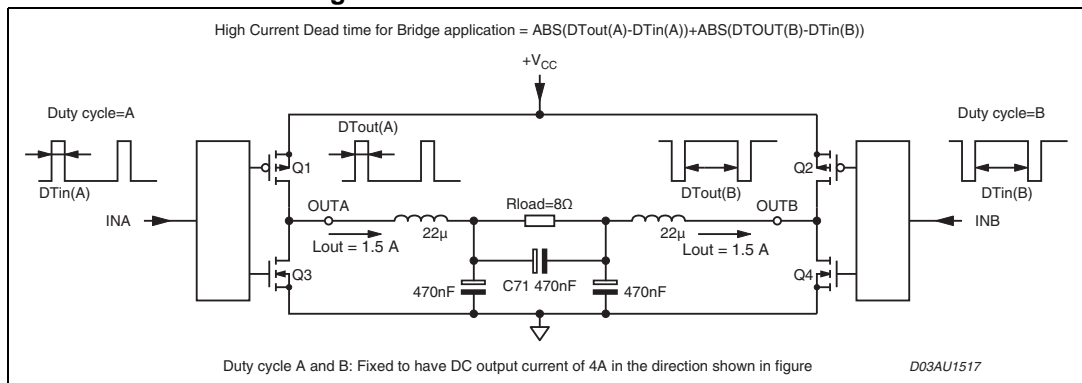 High Current Dead time for Bridge application = ABS(DTout(A)-DTin(A))+ABS(DTOUT(B)-DTin(B))
+VCC
Duty cycle=A
DTout(A)
Duty cycle=B
Q1
Q2
DTin(A)
DTout(B)
DTin(B)
OUTA
Rload=8Ω
OUTB
INA
INB
22μ
22μ
Lout = 1.5 A
Lout = 1.5 A
Q3
Q4
470nF
C71 470nF
470nF
Duty cycle A and B: Fixed to have DC output current of 4A in the direction shown in figure
D03AU1517